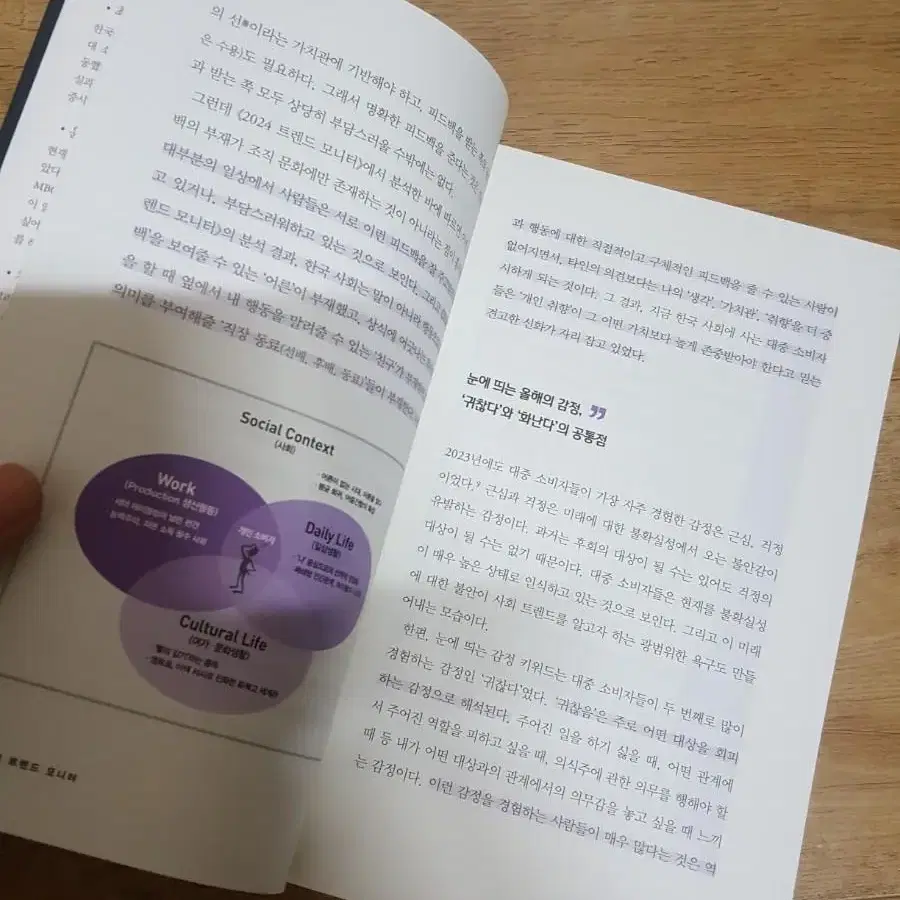 한국
실과
현재
았다
이
의 선善이라는 가치관에 기반해야 하고, 피드백을 받는
은 수용)도 필요하다. 그래서 명확한 피드백을 준다는 것은
과 받는 쪽 모두 상당히 부담스러울 수밖에는 없다.
그런데 《2024 트렌드 모니터》에서 분석한 바에 따르면,
백의 부재가 조직 문화에만 존재하는 것이 아니라는 점이
대부분의 일상에서 사람들은 서로 이런 피드백을 잘
고 있거나, 부담스러워하고 있는 것으로 보인다. 그리고
렌드 모니터》의 분석 결과, 한국 사회에는 말이 아니라
백'을 보여줄 수 있는 '어른'이 부재했고, 상식에 어긋나는
을 할 때 옆에서 내 행동을 말려줄 수 있는 '친구'가 부재했
의미를 부여해줄 '직장 동료(선배, 후배, 동료)'들이 부재한
Social Context
(사회)
Work
(Production 생산활동)
개인 소비자
Daily Life
(일상생활)
Cultural Life
(여가 문화생활)
트렌드 모니터
과 행동에 대한 직접적이고 구체적인 피드백을 줄 수 있는 사람이
없어지면서, 타인의 의견보다는 나의 '생각', '가치관', '취향'을 더 중
시하게 되는 것이다. 그 결과, 지금 한국 사회에 사는 대중 소비자
들은 '개인 취향'이 그 어떤 가치보다 높게 존중받아야 한다고 믿는
견고한 신화가 자리 잡고 있었다.
눈에 띄는 올해의 감정,
'귀찮다'와 '화난다'의 공통점
2023년에도 대중 소비자들이 가장 자주 경험한 감정은 근심, 걱정
이었다.⁹ 근심과 걱정은 미래에 대한 불확실성에서 오는 불안감이
유발하는 감정이다. 과거는 후회의 대상이 될 수는 있어도 걱정의
대상이 될 수는 없기 때문이다. 대중 소비자들은 현재를 불확실성
이 매우 높은 상태로 인식하고 있는 것으로 보인다. 그리고 이 미래
에 대한 불안이 사회 트렌드를 알고자 하는 광범위한 욕구도 만들
어내는 모습이다.
한편, 눈에 띄는 감정 키워드는 대중 소비자들이 두 번째로 많이
경험하는 감정인 '귀찮다'였다. '귀찮음'은 주로 어떤 대상을 회피
하는 감정으로 해석된다. 주어진 일을 하기 싫을 때, 어떤 관계에
서 주어진 역할을 피하고 싶을 때, 의식주에 관한 의무를 행해야 할
때 등 내가 어떤 대상과의 관계에서의 의무감을 놓고 싶을 때 느끼
는 감정이다. 이런 감정을 경험하는 사람들이 매우 많다는 것은 역